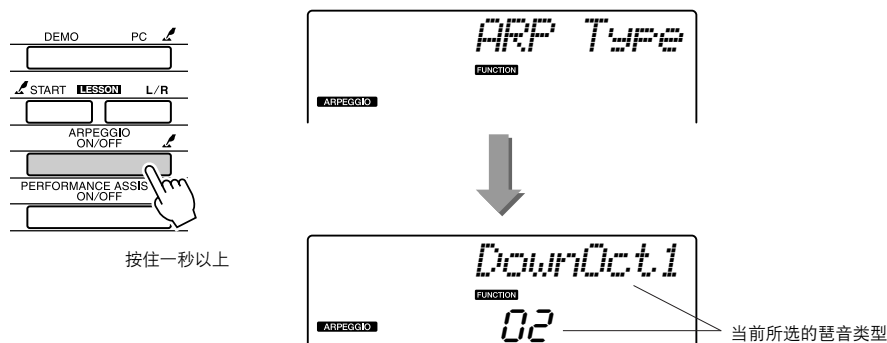 DEMO PC
START LESSON L/R
ARPEGGIO
ON/OFF
PERFORMANCE ASSIS
ON/OFF
按住一秒以上
ARP Type
FUNCTION
ARPEGGIO
DownOct1
FUNCTION
ARPEGGIO
02
当前所选的琶音类型